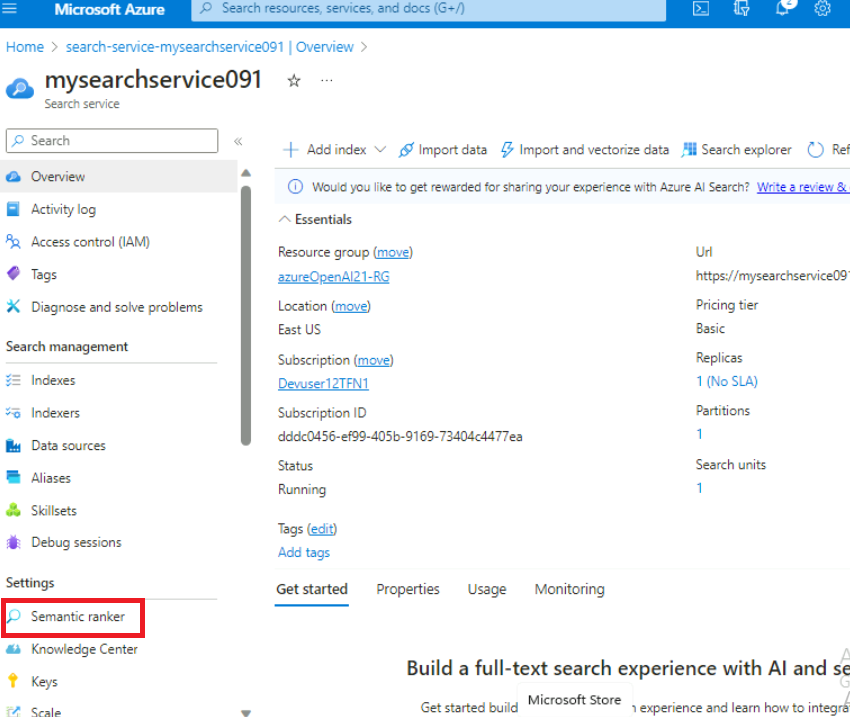 Microsoft Azure
Search resources, services, and docs (G+/)
2
Home > search-service-mysearchservice091 | Overview >
mysearchservice091
Search service
Search
Overview
Activity log
Access control (IAM)
Tags
Diagnose and solve problems
Search management
Indexes
Indexers
Data sources
Aliases
Skillsets
Debug sessions
Settings
Semantic ranker
Knowledge Center
Keys
Scale
Add index Import data Import and vectorize data Search explorer Ref
Would you like to get rewarded for sharing your experience with Azure AI Search? Write a review &
Essentials
Resource group (move)
azureOpenAI21-RG
Location (move)
East US
Subscription (move)
Devuser12TFN1
Subscription ID
dddc0456-ef99-405b-9169-73404c4477ea
Status
Running
Tags (edit)
Add tags
Url
https://mysearchservice091
Pricing tier
Basic
Replicas
1 (No SLA)
Partitions
1
Search units
1
Get started Properties Usage Monitoring
Build a full-text search experience with AI and se
Get started build
Microsoft Store
experience and learn how to integra